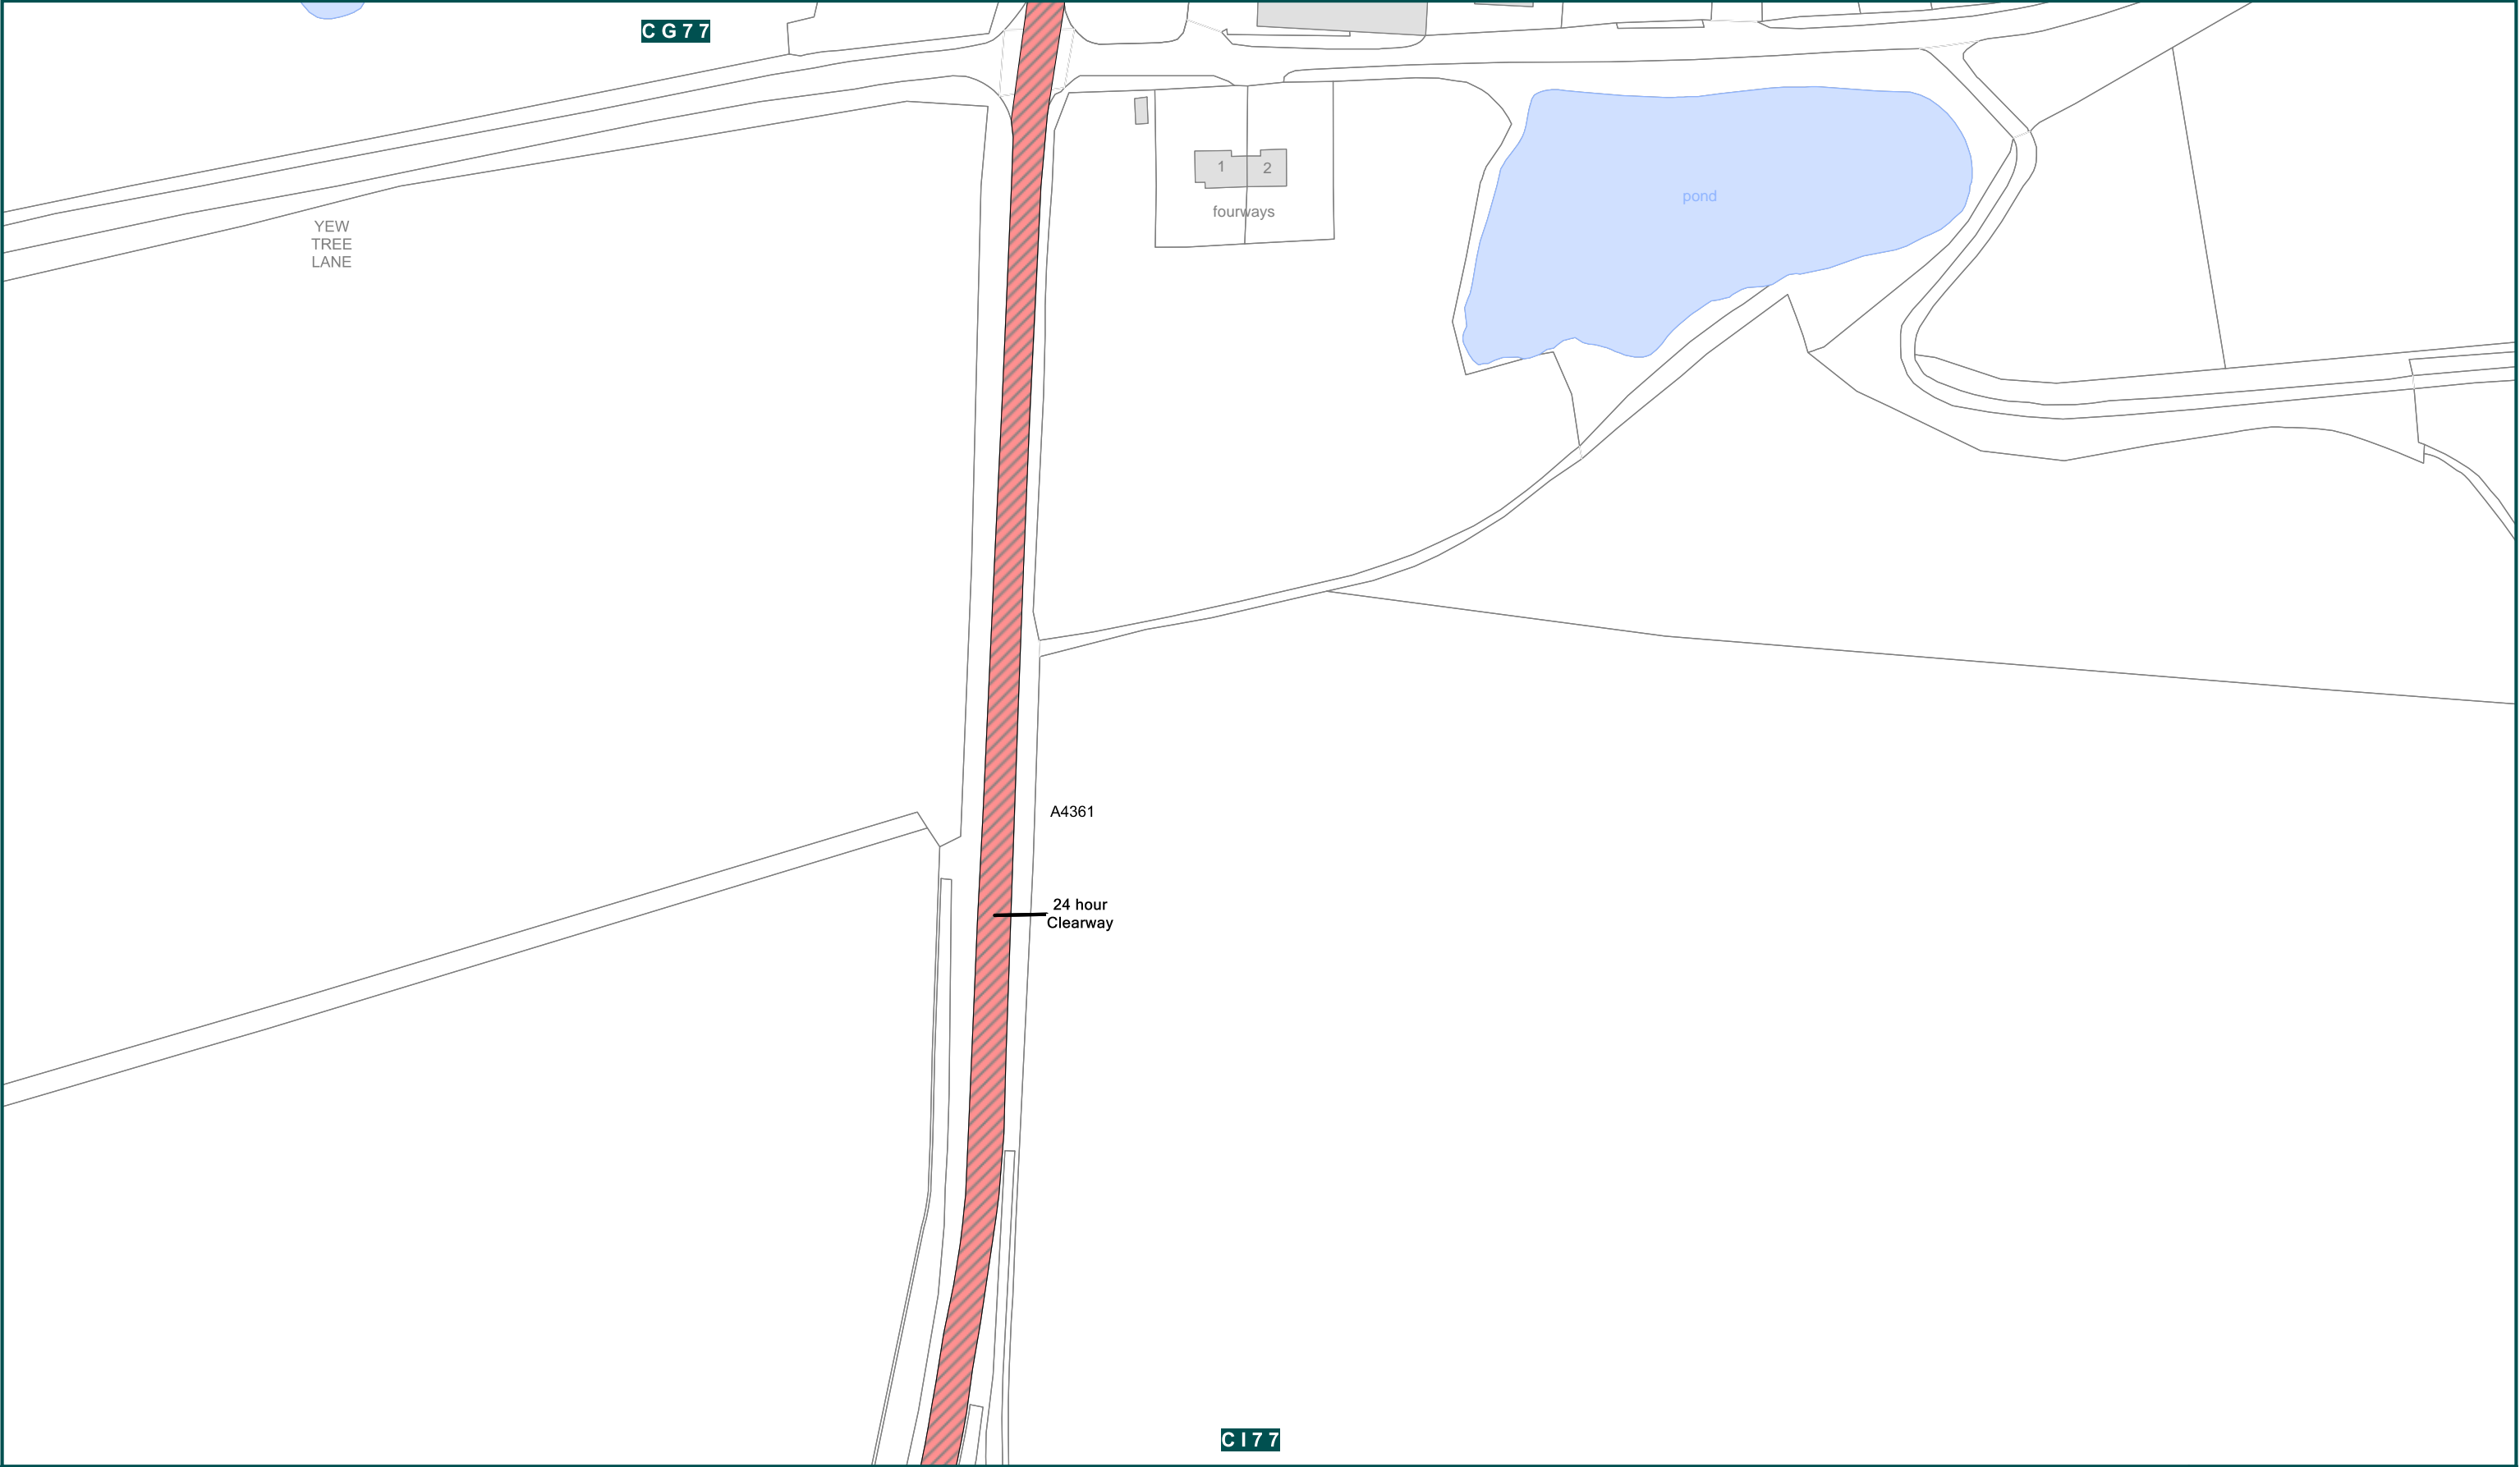 CG77
1
2
pond
fourways
YEW
TREE
LANE
A4361
24 hour
Clearway
CI77